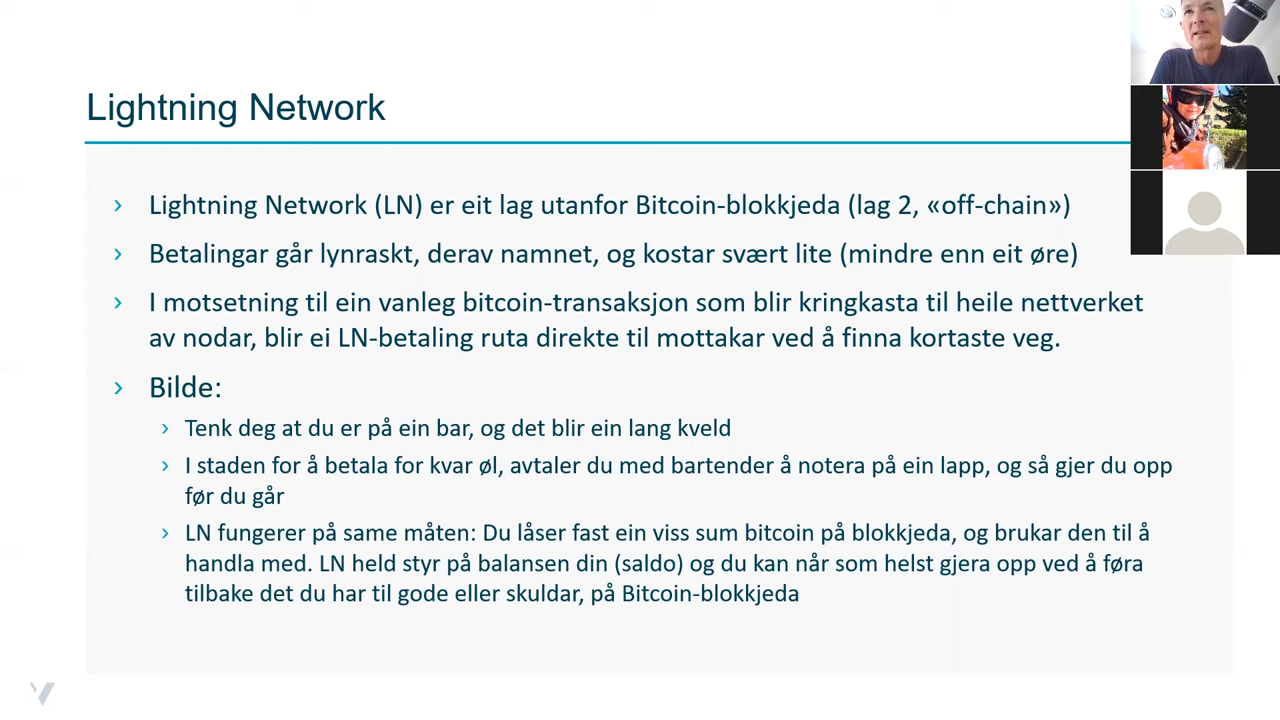 Lightning Network
› Lightning Network (LN) er eit lag utanfor Bitcoin-blokkjeda (lag 2, «off-chain»)
› Betalingar går lynraskt, derav namnet, og kostar svært lite (mindre enn eit øre)
› I motsetning til ein vanleg bitcoin-transaksjon som blir kringkasta til heile nettverket
av nodar, blir ei LN-betaling ruta direkte til mottakar ved å finna kortaste veg.
› Bilde:
› Tenk deg at du er på ein bar, og det blir ein lang kveld
› I staden for å betala for kvar øl, avtaler du med bartender å notera på ein lapp, og så gjer du opp
før du går
› LN fungerer på same måten: Du låser fast ein viss sum bitcoin på blokkjeda, og brukar den til å
handla med. LN held styr på balansen din (saldo) og du kan når som helst gjera opp ved å føra
tilbake det du har til gode eller skuldar, på Bitcoin-blokkjeda